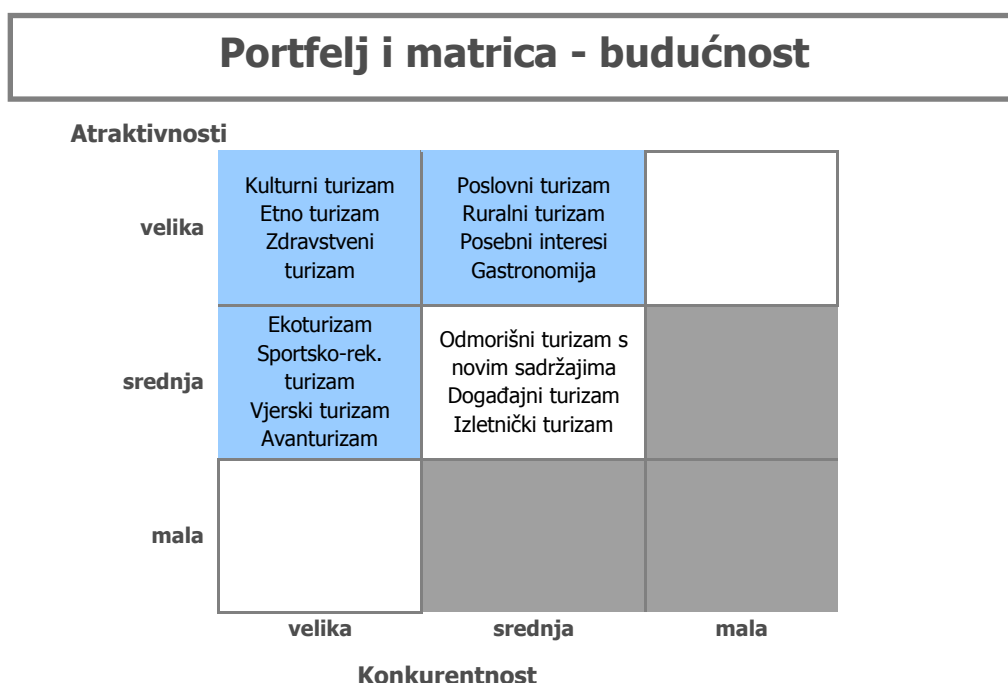 Portfelj i matrica - budućnost
Atraktivnosti
velika
Kulturni turizam
Etno turizam
Zdravstveni
turizam
Poslovni turizam
Ruralni turizam
Posebni interesi
Gastronomija
srednja
Ekoturizam
Sportsko-rek.
turizam
Vjerski turizam
Avanturizam
Odmorišni turizam s
novim sadržajima
Događajni turizam
Izletnički turizam
mala
velika
srednja
mala
Konkurentnost